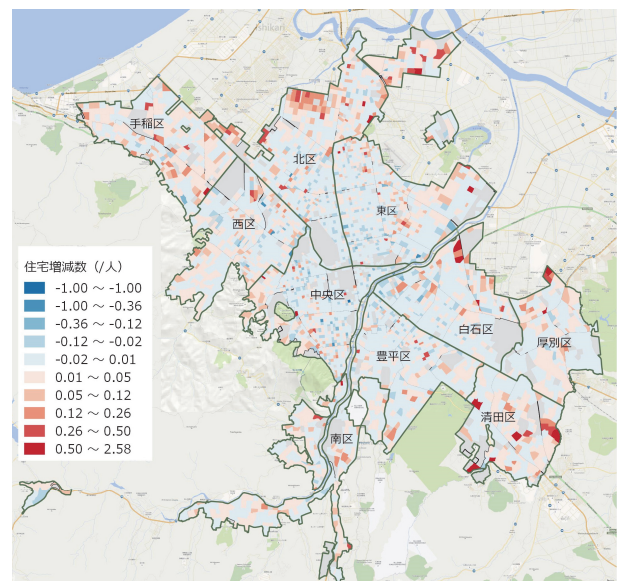 Ishikari
手稲区
北区
東区
西区
住宅増減数（/人）
-1.00 ～ -1.00
-1.00 ～ -0.36
-0.36 ～ -0.12
-0.12 ～ -0.02
-0.02 ～ 0.01
0.01 ～ 0.05
0.05 ～ 0.12
0.12 ～ 0.26
0.26 ～ 0.50
0.50 ～ 2.58
中央区
白石区
厚別区
豊平区
清田区
南区